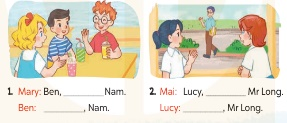 1. Mary: Ben, ________ Nam.
Ben: ________, Nam.
2. Mai: Lucy, ________ Mr Long.
Lucy: ________, Mr Long.